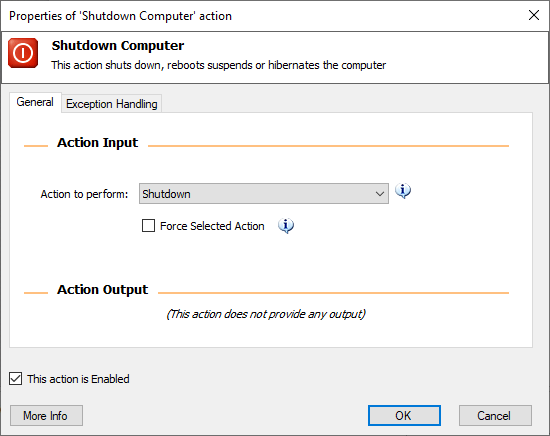 Properties of 'Shutdown Computer' action
Shutdown Computer
This action shuts down, reboots suspends or hibernates the computer
General
Exception Handling
Action Input
Action to perform:
Shutdown
Force Selected Action
Action Output
(This action does not provide any output)
This action is Enabled
More Info
OK
Cancel